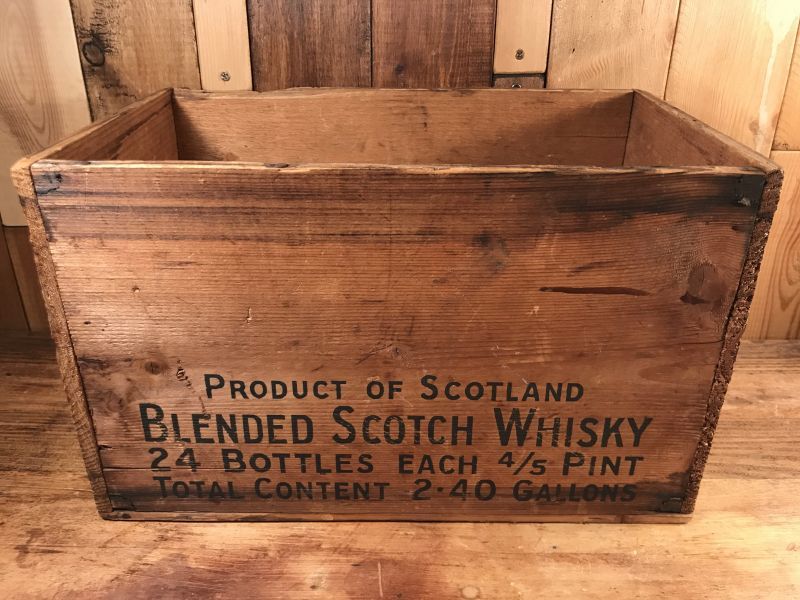 Product of Scotland
Blended Scotch Whisky
24 Bottles each 4/5 Pint
Total Content 2·40 Gallons